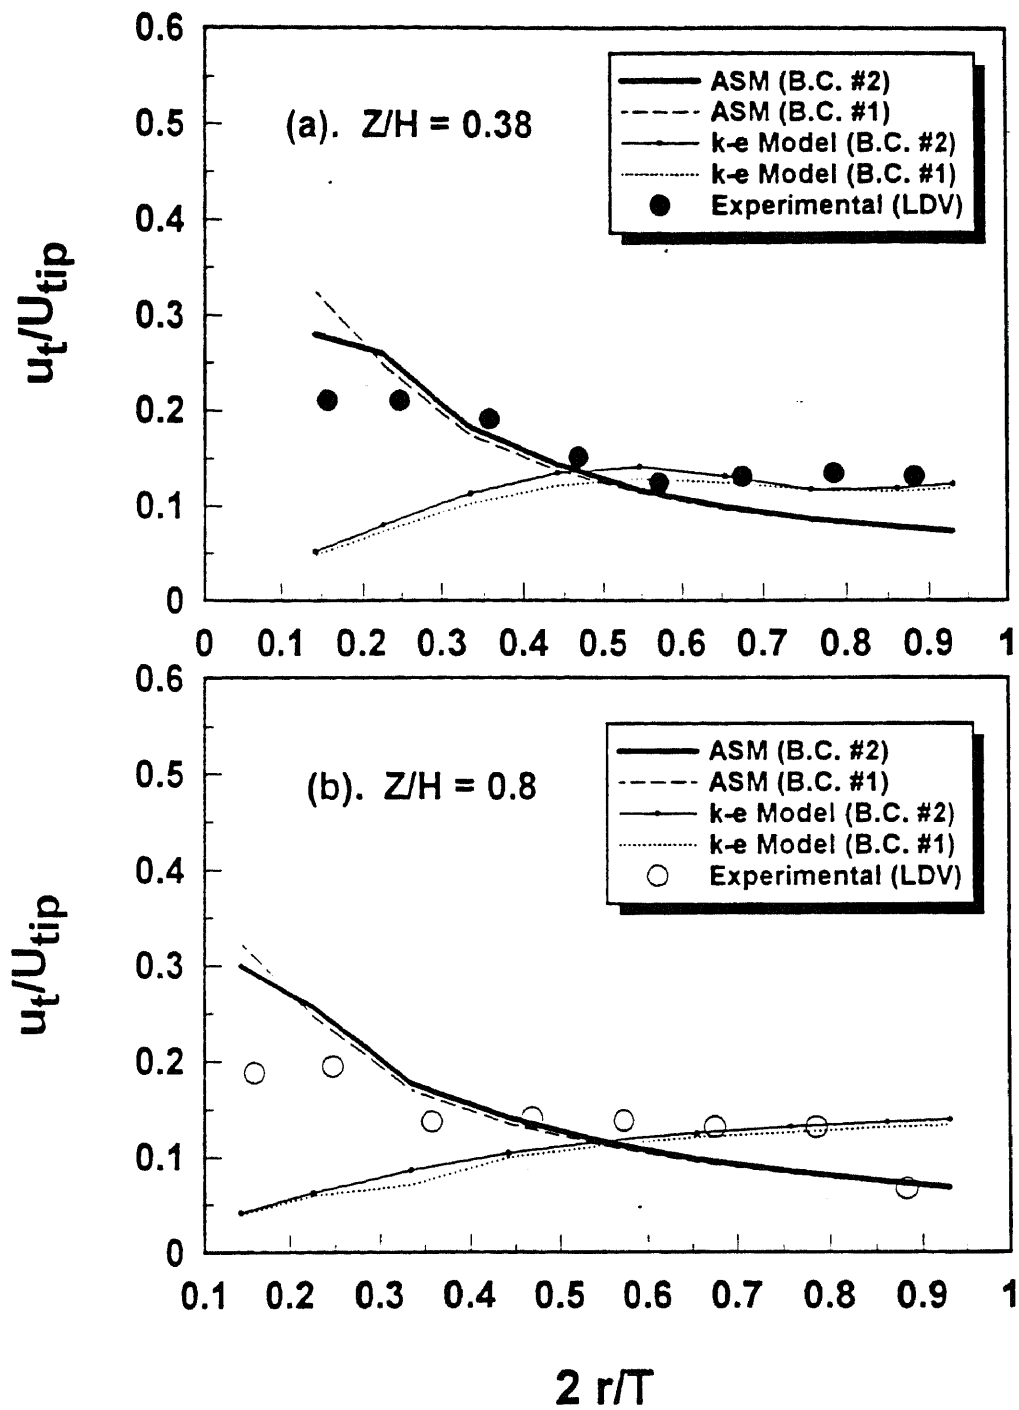 0.6
0.5
0.4
0.3
0.2
0.1
0
u_t/U_tip
(a). Z/H = 0.38
ASM (B.C. #2)
ASM (B.C. #1)
k-e Model (B.C. #2)
k-e Model (B.C. #1)
Experimental (LDV)
0 0.1 0.2 0.3 0.4 0.5 0.6 0.7 0.8 0.9 1
0.6
0.5
0.4
0.3
0.2
0.1
0
u_t/U_tip
(b). Z/H = 0.8
ASM (B.C. #2)
ASM (B.C. #1)
k-e Model (B.C. #2)
k-e Model (B.C. #1)
Experimental (LDV)
0.1 0.2 0.3 0.4 0.5 0.6 0.7 0.8 0.9 1
2 r/T